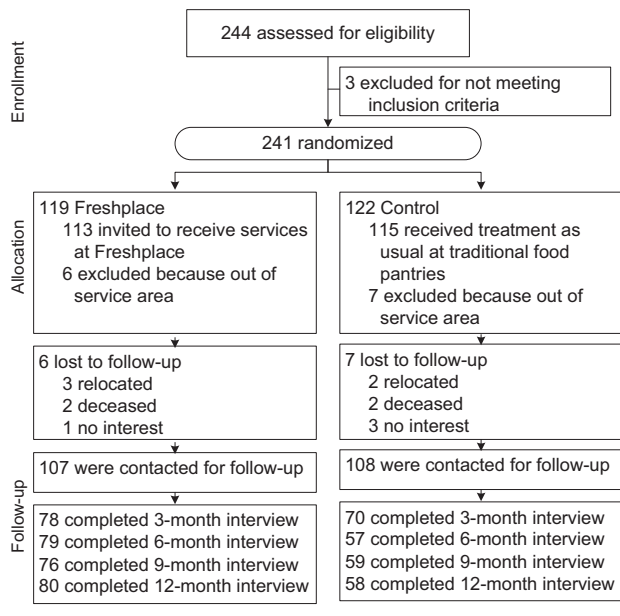 244 assessed for eligibility
Enrollment
3 excluded for not meeting
inclusion criteria
241 randomized
Allocation
119 Freshplace
113 invited to receive services
at Freshplace
6 excluded because out of
service area
122 Control
115 received treatment as
usual at traditional food
pantries
7 excluded because out of
service area
6 lost to follow-up
3 relocated
2 deceased
1 no interest
7 lost to follow-up
2 relocated
2 deceased
3 no interest
Follow-up
107 were contacted for follow-up
108 were contacted for follow-up
78 completed 3-month interview
79 completed 6-month interview
76 completed 9-month interview
80 completed 12-month interview
70 completed 3-month interview
57 completed 6-month interview
59 completed 9-month interview
58 completed 12-month interview